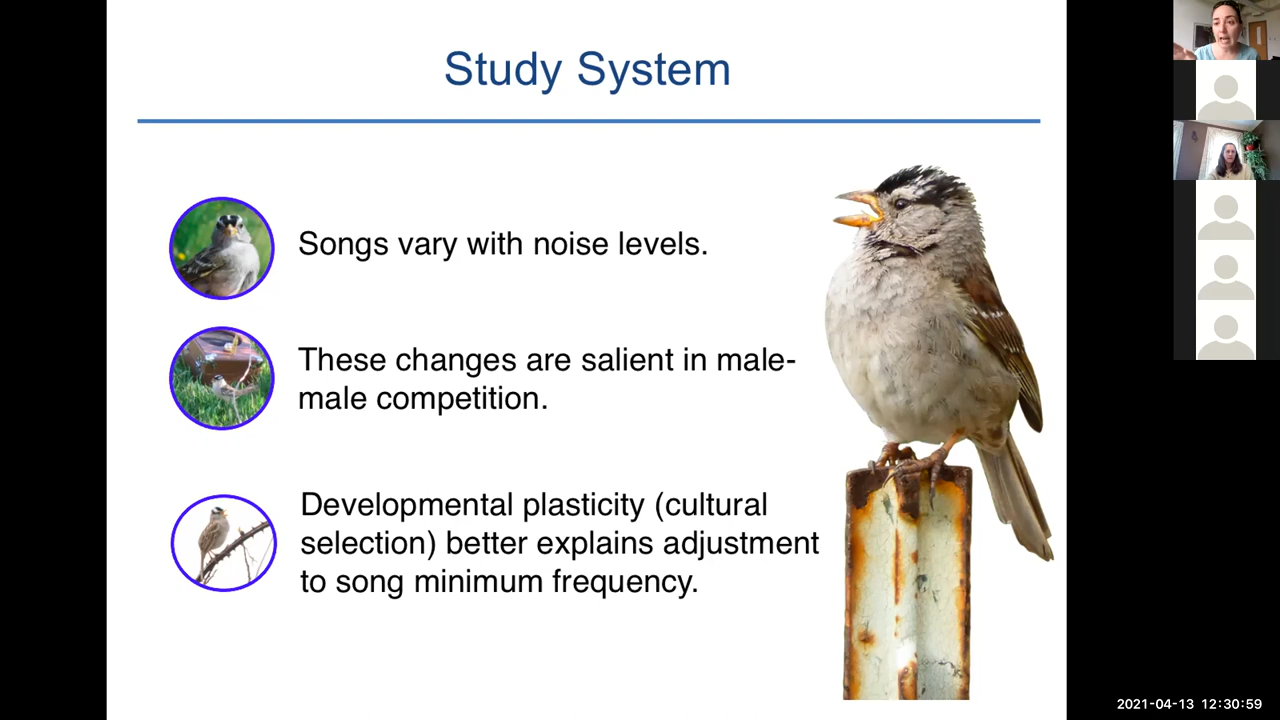 Study System
Songs vary with noise levels.
These changes are salient in male-
male competition.
Developmental plasticity (cultural
selection) better explains adjustment
to song minimum frequency.
2021-04-13 12:30:59